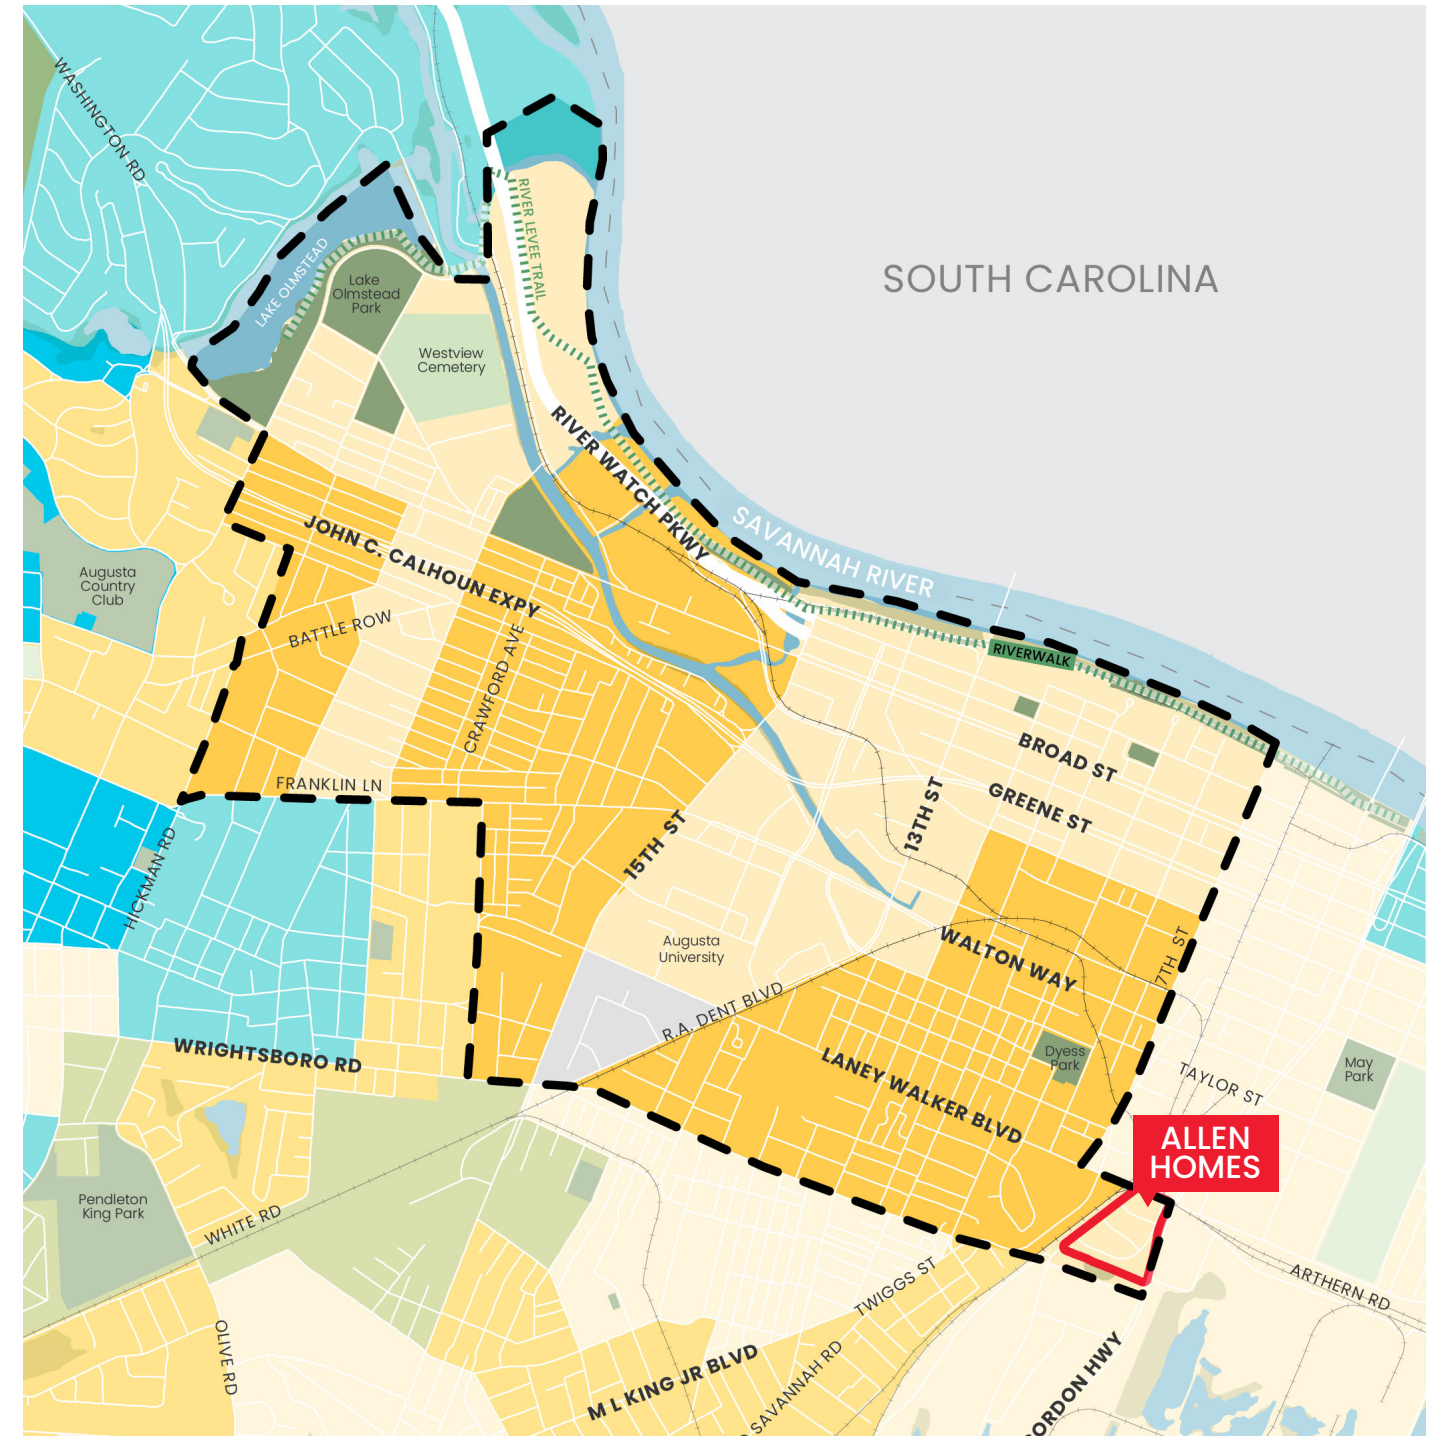 WASHINGTON RD
RIVER LEVEE TRAIL
LAKE OLMSTEAD
Lake
Olmstead
Park
SOUTH CAROLINA
Westview
Cemetery
RIVER WATCH PKWY
SAVANNAH RIVER
JOHN C. CALHOUN EXPY
Augusta
Country
Club
BATTLE ROW
CRAWFORD AVE
RIVERWALK
BROAD ST
FRANKLIN LN
GREENE ST
13TH ST
15TH ST
HICKMAN RD
Augusta
University
WALTON WAY
7TH ST
R.A. DENT BLVD
WRIGHTSBORO RD
LANEY WALKER BLVD
Dyess
Park
May
Park
TAYLOR ST
ALLEN
HOMES
Pendleton
King Park
WHITE RD
TWIGGS ST
ARTHERN RD
OLIVE RD
M L KING JR BLVD
SAVANNAH RD
GORDON HWY